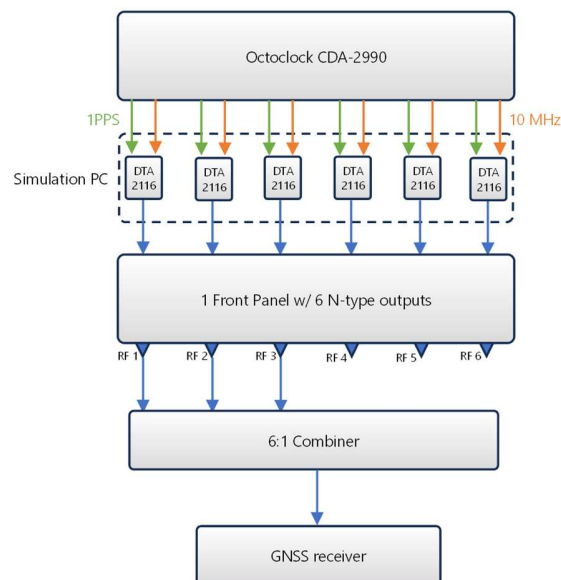 Octoclock CDA-2990
1PPS
10 MHz
Simulation PC
DTA
2116
DTA
2116
DTA
2116
DTA
2116
DTA
2116
DTA
2116
1 Front Panel w/ 6 N-type outputs
RF 1
RF 2
RF 3
RF 4
RF 5
RF 6
6:1 Combiner
GNSS receiver